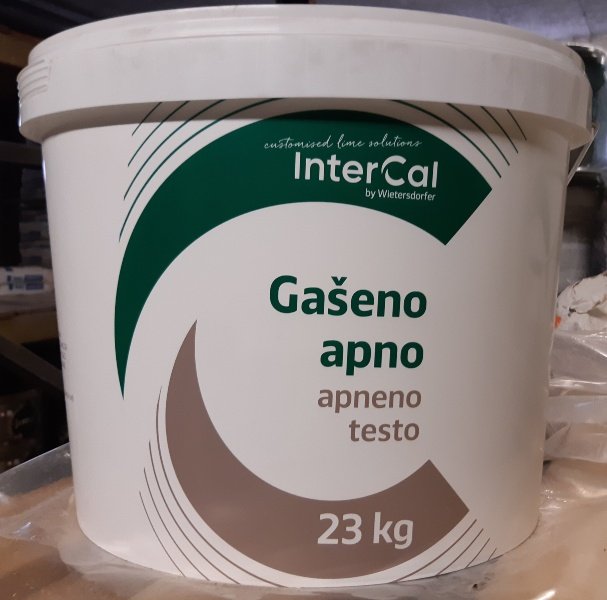 customised lime solutions
InterCal
by Wietersdorfer
Gašeno
apno
apneno
testo
23 kg